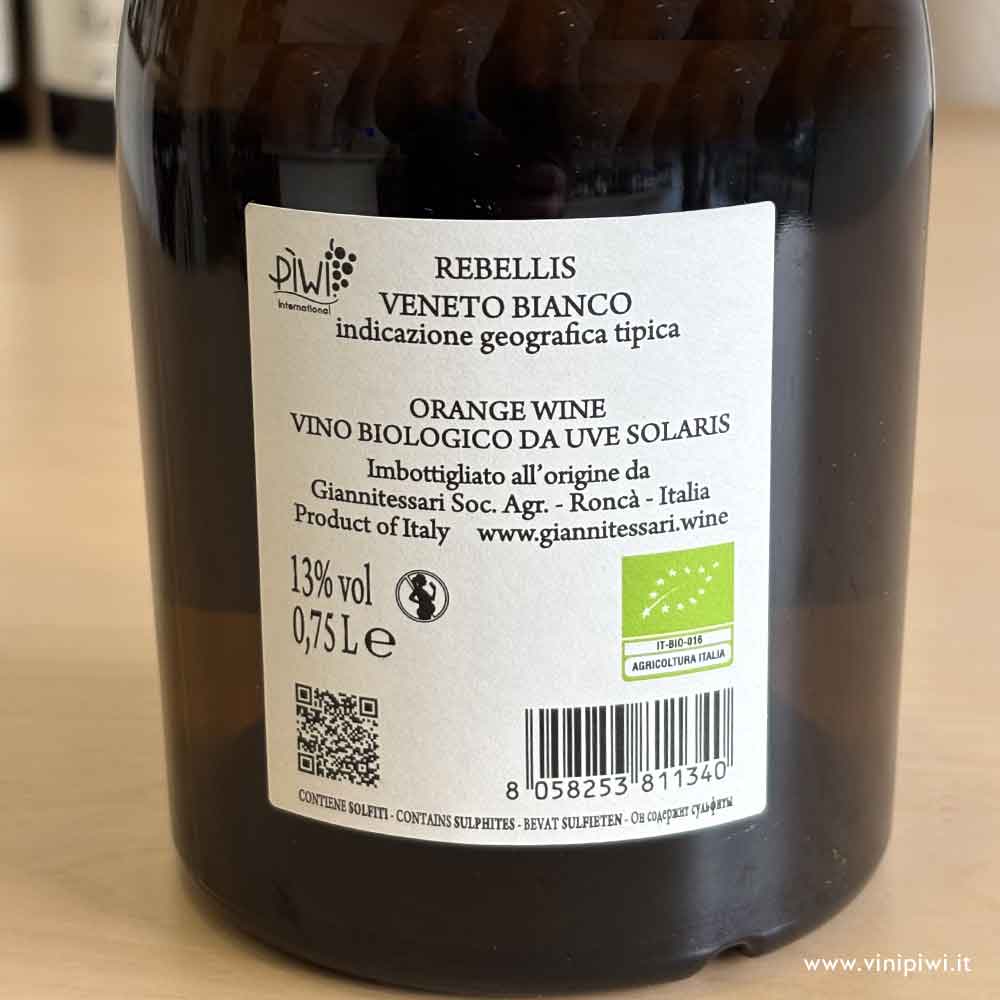 PÌWI
International
REBELLIS
VENETO BIANCO
indicazione geografica tipica
ORANGE WINE
VINO BIOLOGICO DA UVE SOLARIS
Imbottigliato all'origine da
Giannitessari Soc. Agr. - Roncà - Italia
Product of Italy www.giannitessari.wine
13% vol
0,75 L e
IT-BIO-016
AGRICOLTURA ITALIA
8 058253 811340
CONTIENE SOLFITI - CONTAINS SULPHITES - BEVAT SULFIETEN - Он содержит сульфиты
www.vinipiwi.it